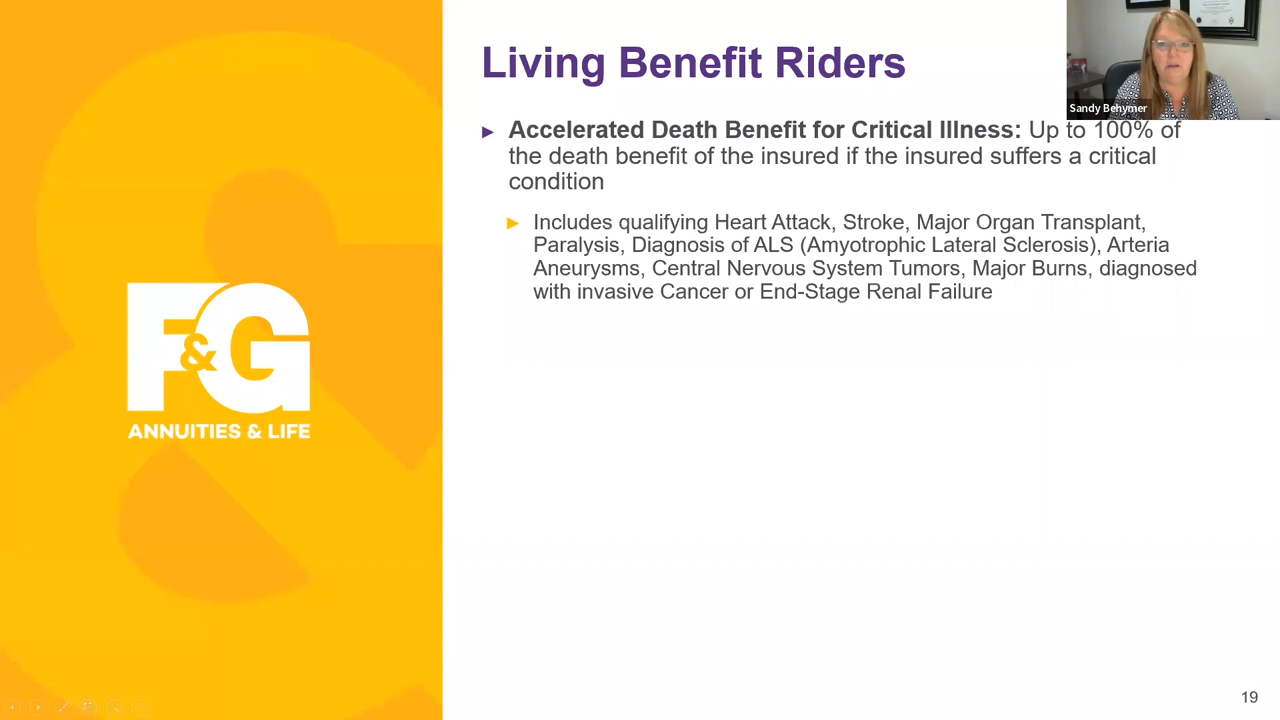 Living Benefit Riders
Sandy Behymer
Accelerated Death Benefit for Critical Illness: Up to 100% of
the death benefit of the insured if the insured suffers a critical
condition
Includes qualifying Heart Attack, Stroke, Major Organ Transplant,
Paralysis, Diagnosis of ALS (Amyotrophic Lateral Sclerosis), Arteria
Aneurysms, Central Nervous System Tumors, Major Burns, diagnosed
with invasive Cancer or End-Stage Renal Failure
F&G
ANNUITIES & LIFE
19